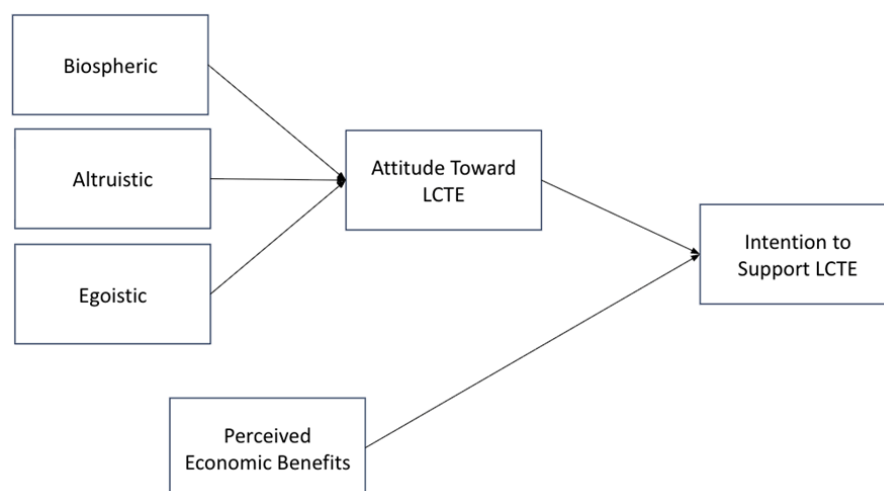 Biospheric
Altruistic
Egoistic
Attitude Toward
LCTE
Intention to
Support LCTE
Perceived
Economic Benefits